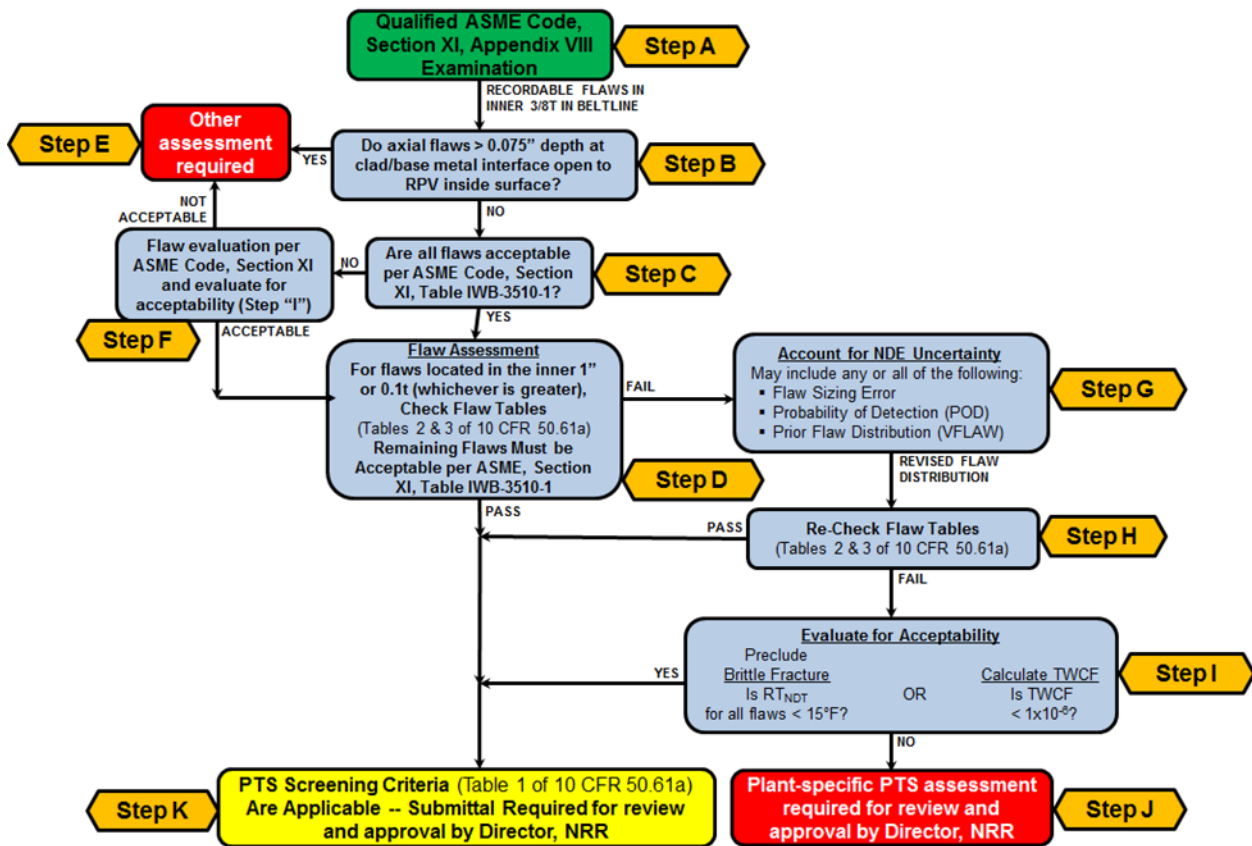 Qualified ASME Code,
Section XI, Appendix VIII
Examination
Step A
RECORDABLE FLAWS IN
INNER 3/8T IN BELTLINE
Step E
Other
assessment
required
YES
Do axial flaws > 0.075” depth at
clad/base metal interface open to
RPV inside surface?
Step B
NOT
ACCEPTABLE
NO
Flaw evaluation per
ASME Code, Section XI
and evaluate for
acceptability (Step “I”)
NO
Are all flaws acceptable
per ASME Code, Section
XI, Table IWB-3510-1?
Step C
Step F
ACCEPTABLE
YES
Flaw Assessment
For flaws located in the inner 1”
or 0.1t (whichever is greater),
Check Flaw Tables
(Tables 2 & 3 of 10 CFR 50.61a)
Remaining Flaws Must be
Acceptable per ASME, Section
XI, Table IWB-3510-1
Step D
FAIL
Account for NDE Uncertainty
May include any or all of the following:
▪ Flaw Sizing Error
▪ Probability of Detection (POD)
▪ Prior Flaw Distribution (VFLAW)
Step G
REVISED FLAW
DISTRIBUTION
PASS
PASS
Re-Check Flaw Tables
(Tables 2 & 3 of 10 CFR 50.61a)
Step H
FAIL
Evaluate for Acceptability
Preclude
Brittle Fracture
Is RTNDT
for all flaws < 15°F?
OR
Calculate TWCF
Is TWCF
< 1x10⁻⁶?
Step I
YES
NO
Step K
PTS Screening Criteria (Table 1 of 10 CFR 50.61a)
Are Applicable -- Submittal Required for review
and approval by Director, NRR
Plant-specific PTS assessment
required for review and
approval by Director, NRR
Step J